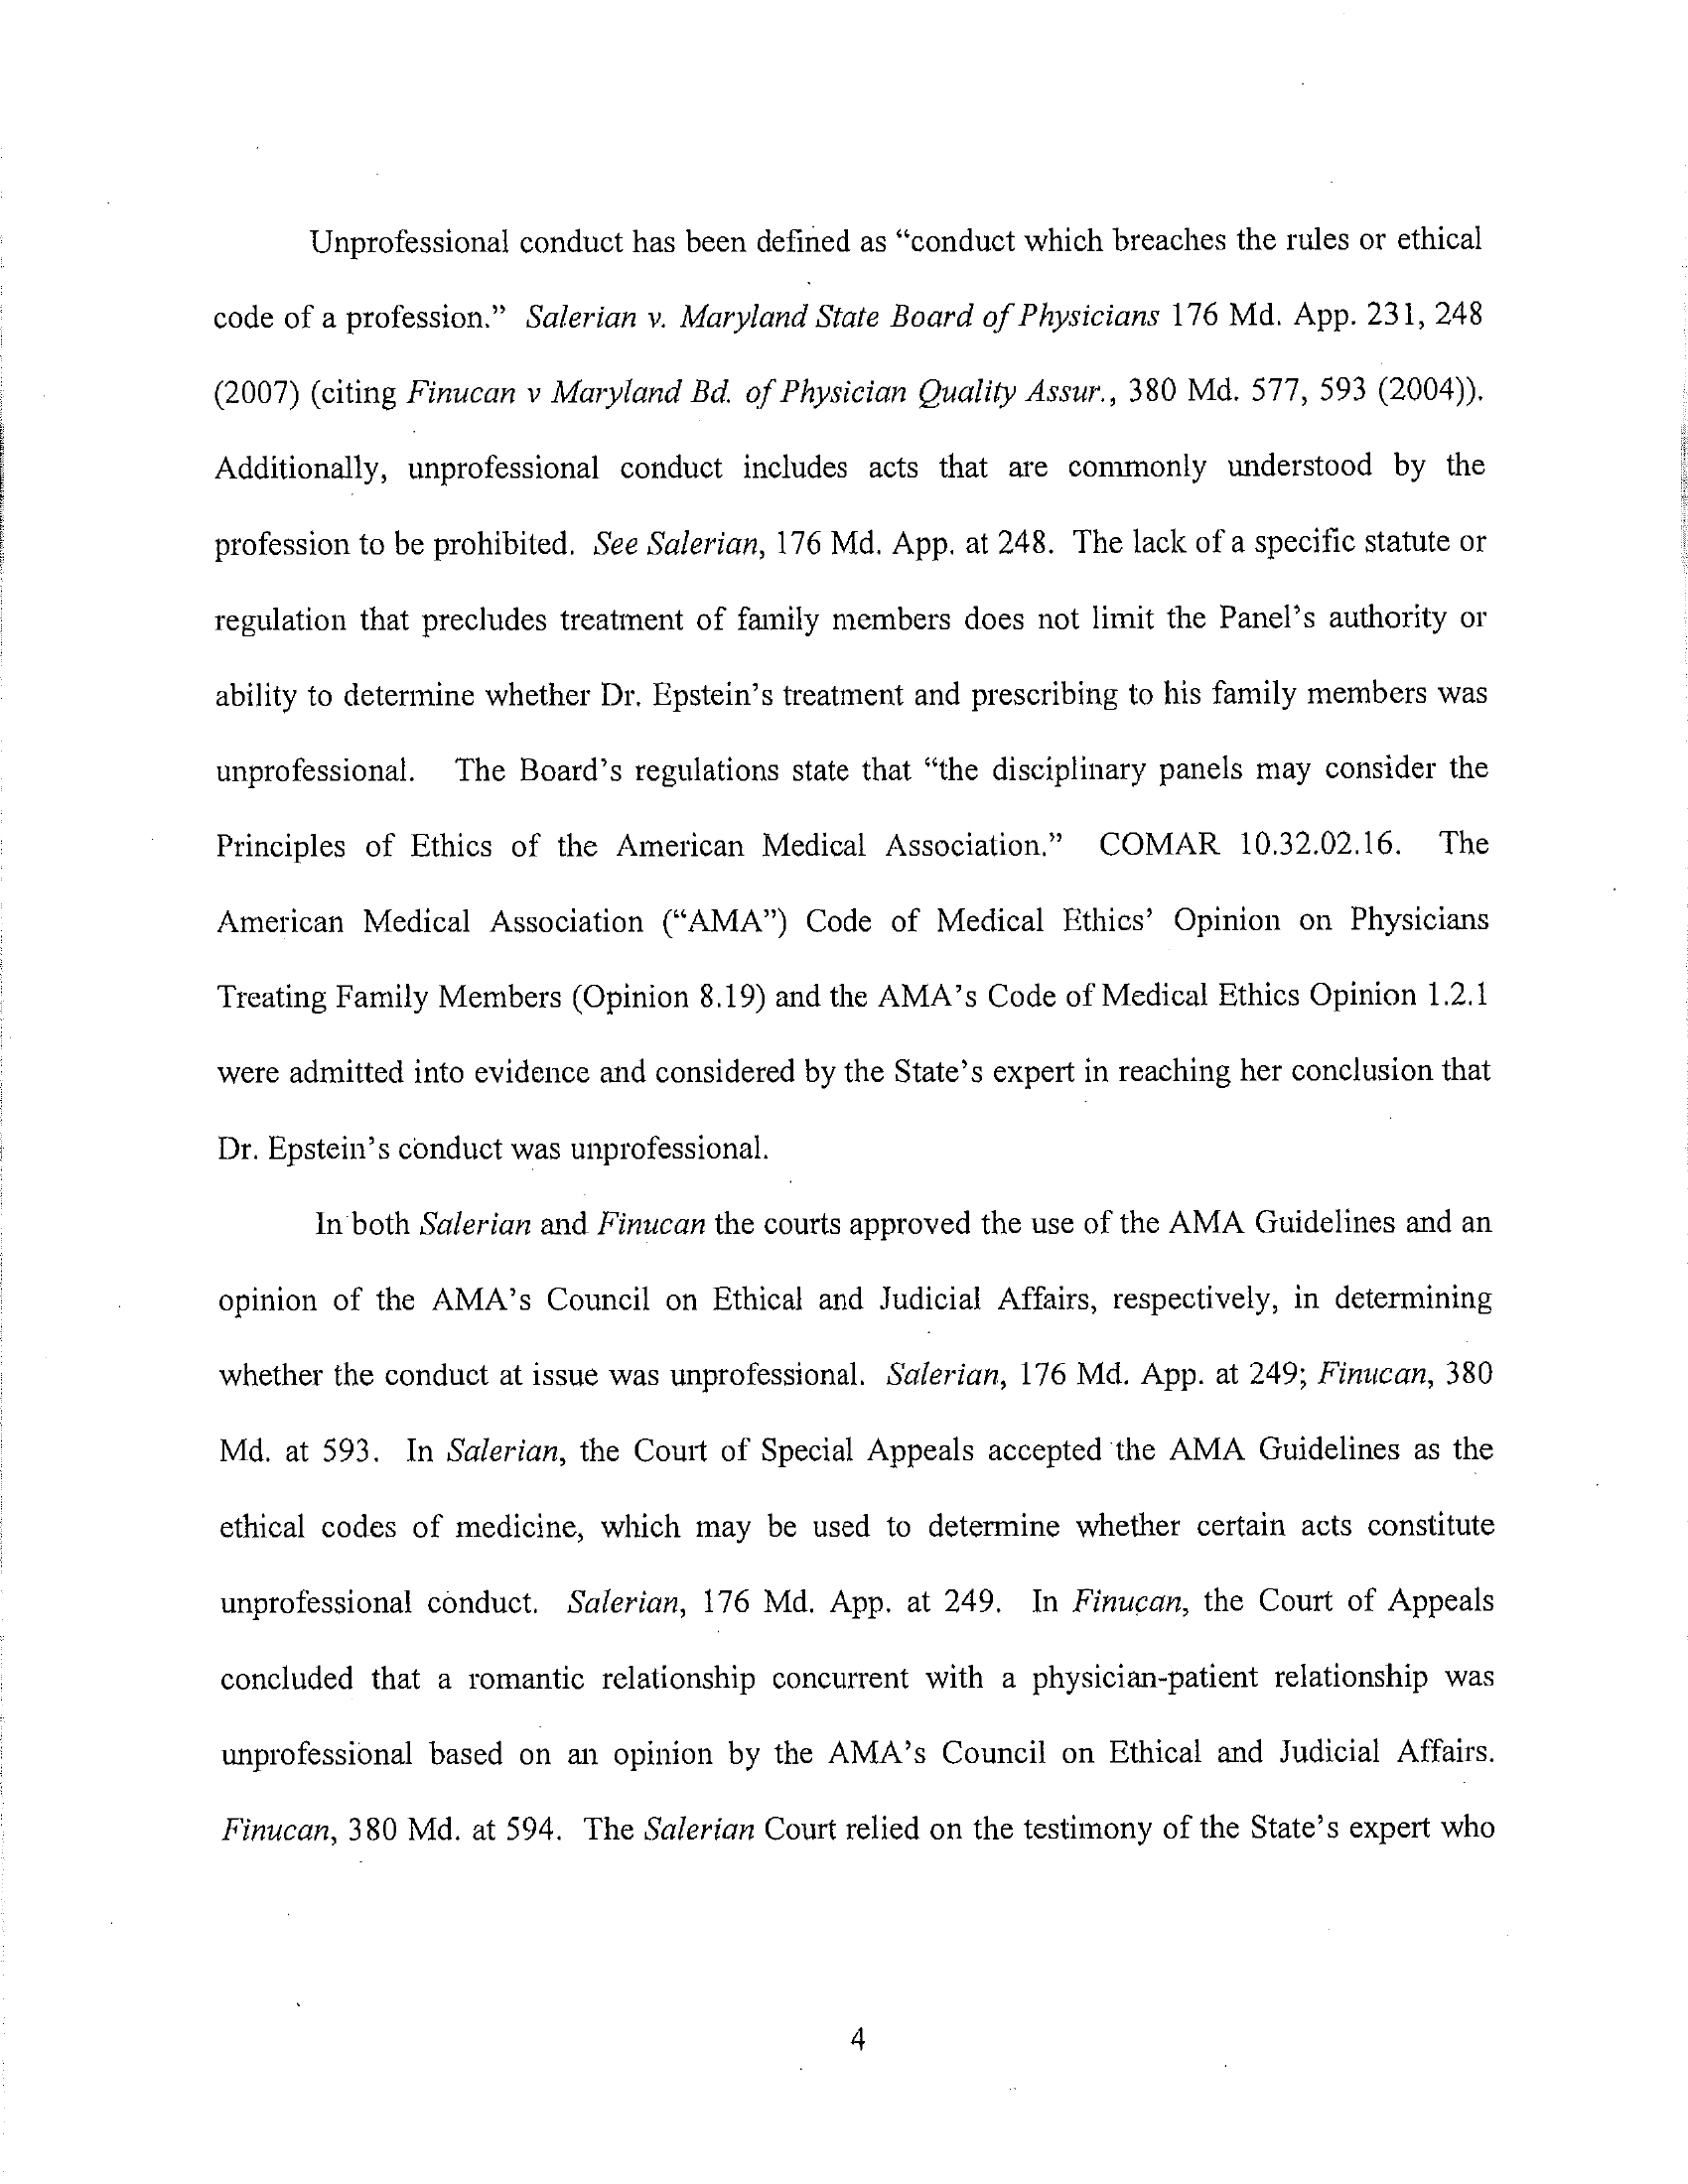 Unprofessional conduct has been defined as “conduct which breaches the rules or ethical
code of a profession.” Salerian v. Maryland State Board of Physicians 176 Md. App. 231, 248
(2007) (citing Finucan v Maryland Bd. of Physician Quality Assur., 380 Md. 577, 593 (2004)).
Additionally, unprofessional conduct includes acts that are commonly understood by the
profession to be prohibited. See Salerian, 176 Md. App. at 248. The lack of a specific statute or
regulation that precludes treatment of family members does not limit the Panel’s authority or
ability to determine whether Dr. Epstein’s treatment and prescribing to his family members was
unprofessional. The Board’s regulations state that “the disciplinary panels may consider the
Principles of Ethics of the American Medical Association.” COMAR 10.32.02.16. The
American Medical Association (“AMA”) Code of Medical Ethics’ Opinion on Physicians
Treating Family Members (Opinion 8.19) and the AMA’s Code of Medical Ethics Opinion 1.2.1
were admitted into evidence and considered by the State’s expert in reaching her conclusion that
Dr. Epstein’s conduct was unprofessional.
In both Salerian and Finucan the courts approved the use of the AMA Guidelines and an
opinion of the AMA’s Council on Ethical and Judicial Affairs, respectively, in determining
whether the conduct at issue was unprofessional. Salerian, 176 Md. App. at 249; Finucan, 380
Md. at 593. In Salerian, the Court of Special Appeals accepted the AMA Guidelines as the
ethical codes of medicine, which may be used to determine whether certain acts constitute
unprofessional conduct. Salerian, 176 Md. App. at 249. In Finucan, the Court of Appeals
concluded that a romantic relationship concurrent with a physician-patient relationship was
unprofessional based on an opinion by the AMA’s Council on Ethical and Judicial Affairs.
Finucan, 380 Md. at 594. The Salerian Court relied on the testimony of the State’s expert who
4